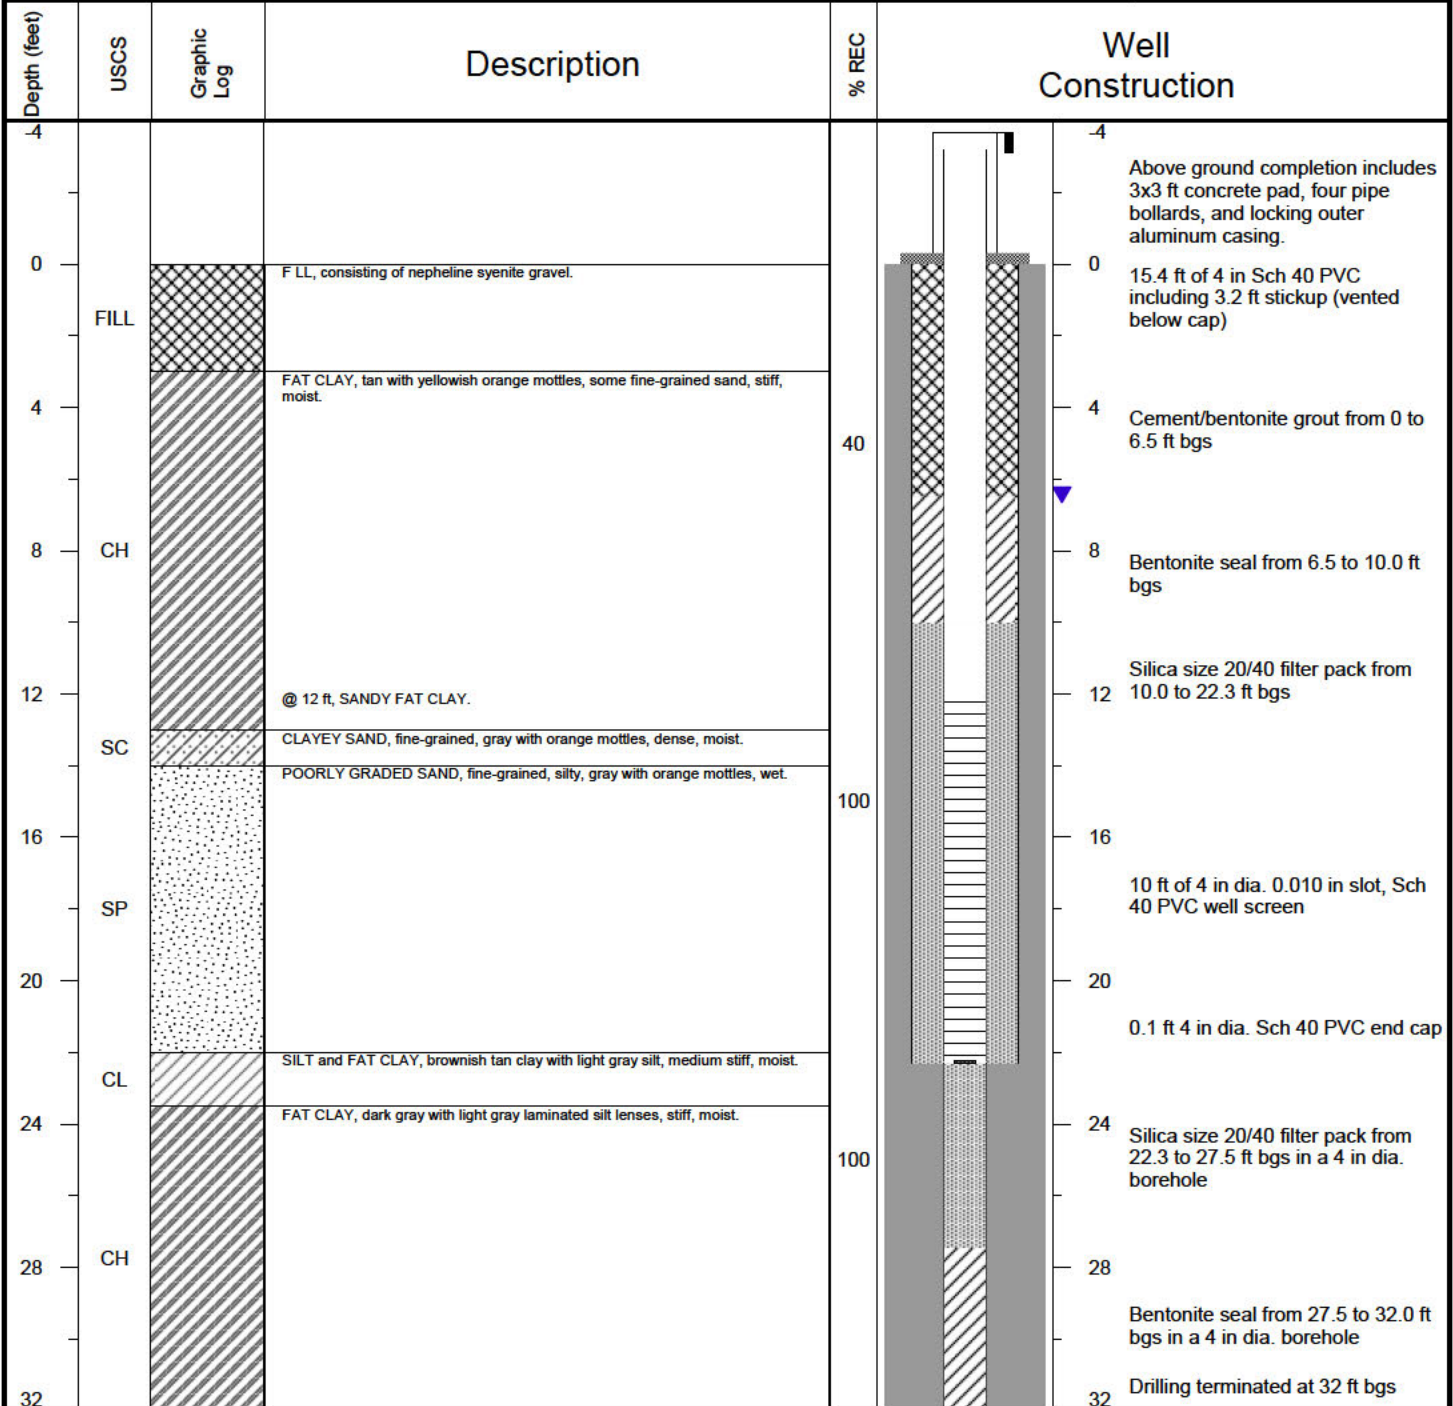 Depth (feet)
USCS
Graphic
Log
Description
% REC
Well
Construction
-4
-4
Above ground completion includes
3x3 ft concrete pad, four pipe
bollards, and locking outer
aluminum casing.
0
F LL, consisting of nepheline syenite gravel.
0
15.4 ft of 4 in Sch 40 PVC
including 3.2 ft stickup (vented
below cap)
FILL
FAT CLAY, tan with yellowish orange mottles, some fine-grained sand, stiff,
moist.
4
40
4
Cement/bentonite grout from 0 to
6.5 ft bgs
8
CH
8
Bentonite seal from 6.5 to 10.0 ft
bgs
Silica size 20/40 filter pack from
10.0 to 22.3 ft bgs
12
@ 12 ft, SANDY FAT CLAY.
12
SC
CLAYEY SAND, fine-grained, gray with orange mottles, dense, moist.
POORLY GRADED SAND, fine-grained, silty, gray with orange mottles, wet.
100
16
16
10 ft of 4 in dia. 0.010 in slot, Sch
40 PVC well screen
SP
20
20
0.1 ft 4 in dia. Sch 40 PVC end cap
SILT and FAT CLAY, brownish tan clay with light gray silt, medium stiff, moist.
CL
FAT CLAY, dark gray with light gray laminated silt lenses, stiff, moist.
24
24
Silica size 20/40 filter pack from
22.3 to 27.5 ft bgs in a 4 in dia.
borehole
100
CH
28
28
Bentonite seal from 27.5 to 32.0 ft
bgs in a 4 in dia. borehole
Drilling terminated at 32 ft bgs
32
32